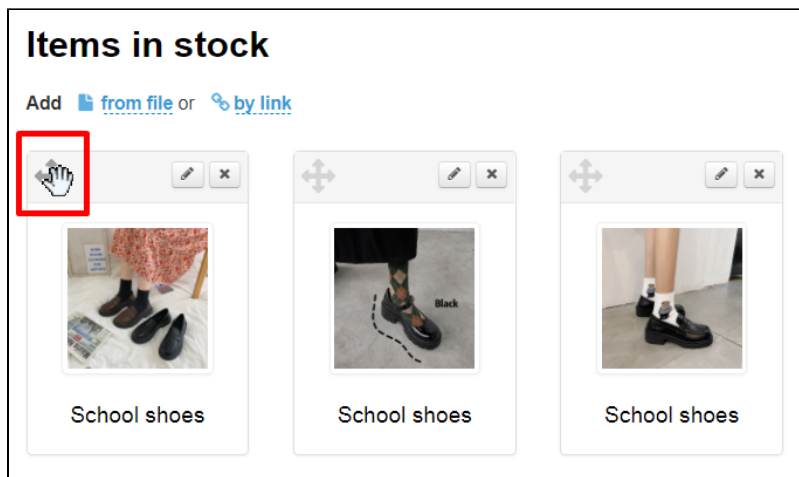 Items in stock
Add from file or by link
Black
School shoes School shoes School shoes